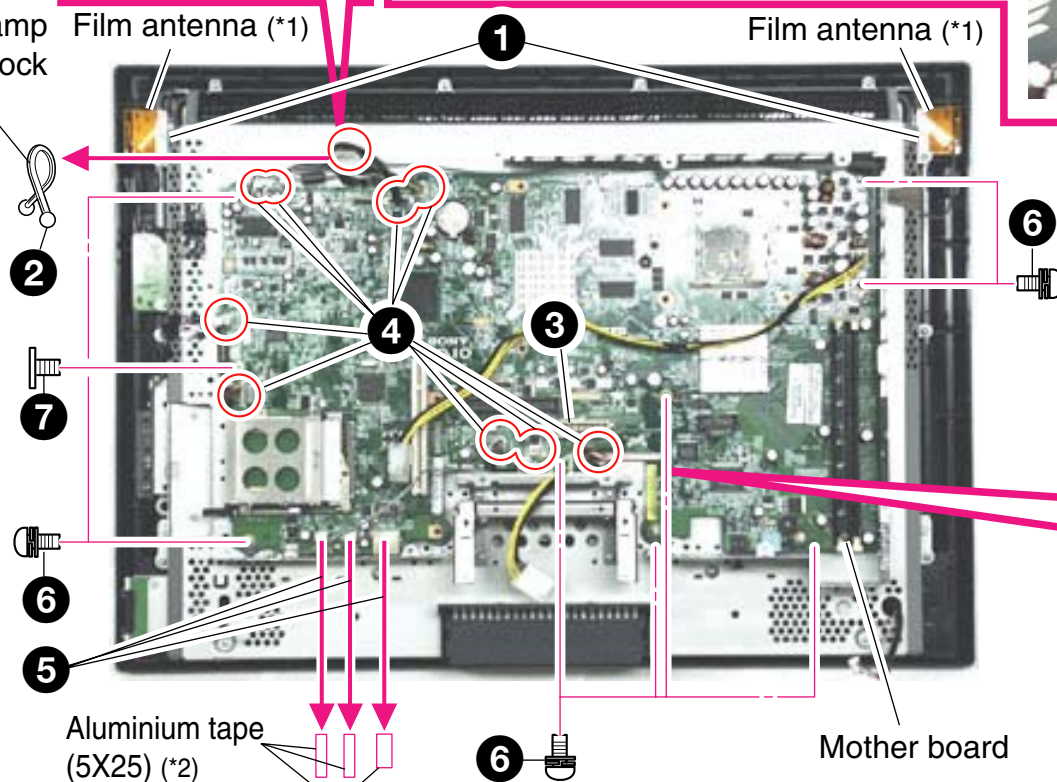 amp
ock
Film antenna (*1)
Film antenna (*1)
1
2
3
4
6
7
6
5
SONY
Aluminium tape
(5X25) (*2)
6
Mother board